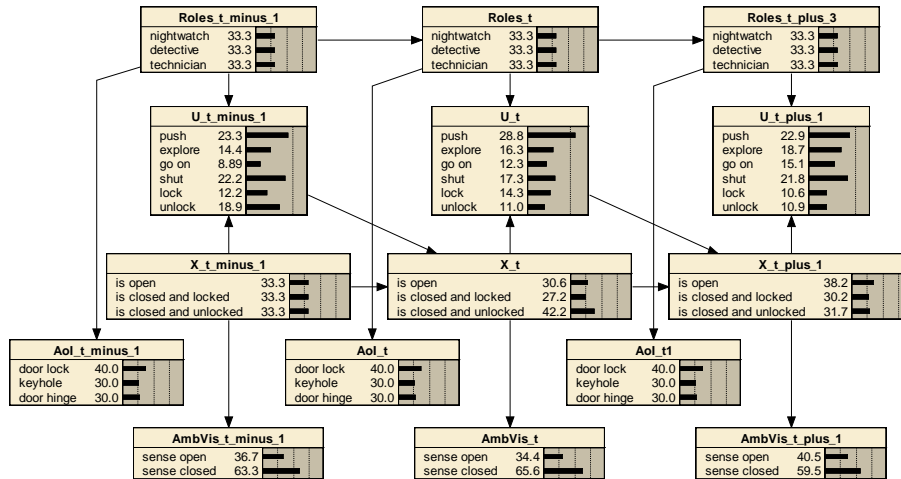 Roles_t_minus_1
nightwatch 33.3
detective 33.3
technician 33.3
Roles_t
nightwatch 33.3
detective 33.3
technician 33.3
Roles_t_plus_3
nightwatch 33.3
detective 33.3
technician 33.3
U_t_minus_1
push 23.3
explore 14.4
go on 8.89
shut 22.2
lock 12.2
unlock 18.9
U_t
push 28.8
explore 16.3
go on 12.3
shut 17.3
lock 14.3
unlock 11.0
U_t_plus_1
push 22.9
explore 18.7
go on 15.1
shut 21.8
lock 10.6
unlock 10.9
X_t_minus_1
is open 33.3
is closed and locked 33.3
is closed and unlocked 33.3
X_t
is open 30.6
is closed and locked 27.2
is closed and unlocked 42.2
X_t_plus_1
is open 38.2
is closed and locked 30.2
is closed and unlocked 31.7
AoI_t_minus_1
door lock 40.0
keyhole 30.0
door hinge 30.0
AoI_t
door lock 40.0
keyhole 30.0
door hinge 30.0
AoI_t1
door lock 40.0
keyhole 30.0
door hinge 30.0
AmbVis_t_minus_1
sense open 36.7
sense closed 63.3
AmbVis_t
sense open 34.4
sense closed 65.6
AmbVis_t_plus_1
sense open 40.5
sense closed 59.5